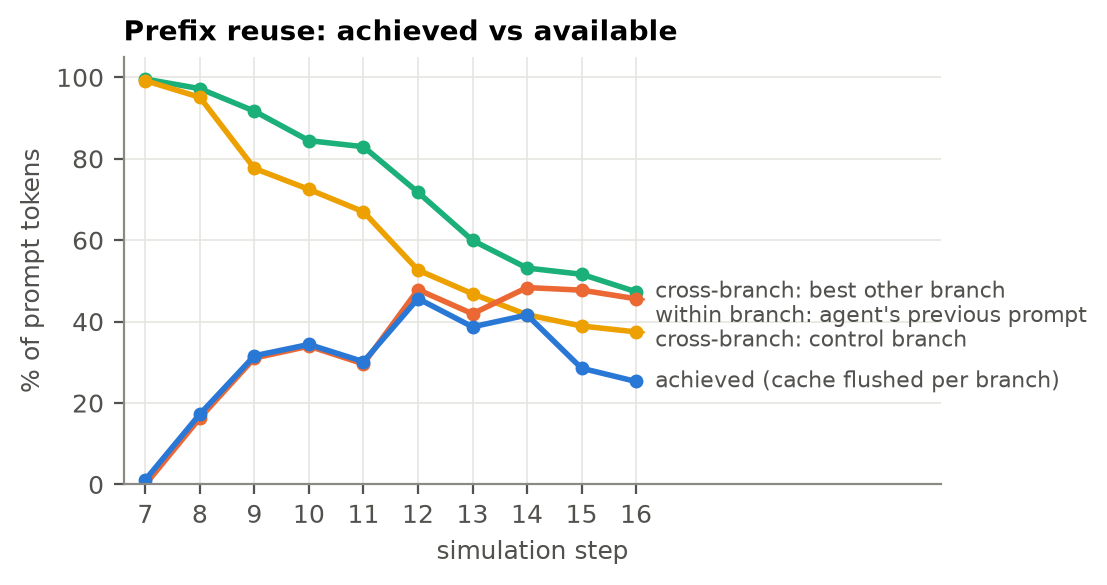 Prefix reuse: achieved vs available
% of prompt tokens
100
80
60
40
20
0
cross-branch: best other branch
within branch: agent's previous prompt
cross-branch: control branch
achieved (cache flushed per branch)
7 8 9 10 11 12 13 14 15 16
simulation step